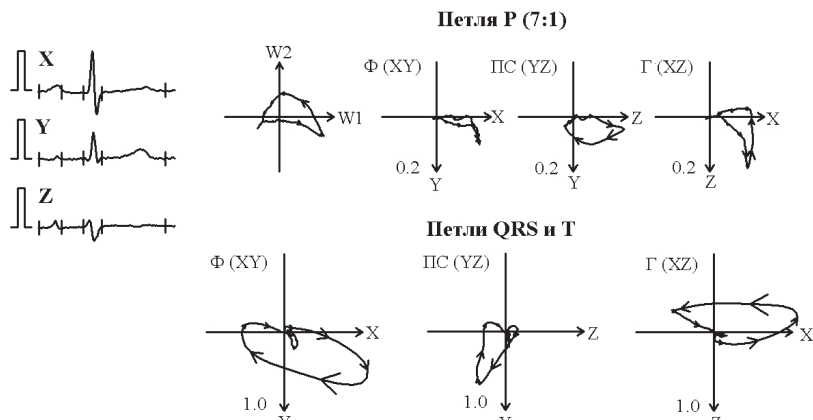 Петля P (7:1)
X
Y
Z
W2
W1
Ф (XY)
X
0.2
Y
ПС (YZ)
Z
0.2
Y
Г (XZ)
X
0.2
Z
Петли QRS и T
Ф (XY)
X
1.0
Y
ПС (YZ)
Z
1.0
Y
Г (XZ)
X
1.0
Z